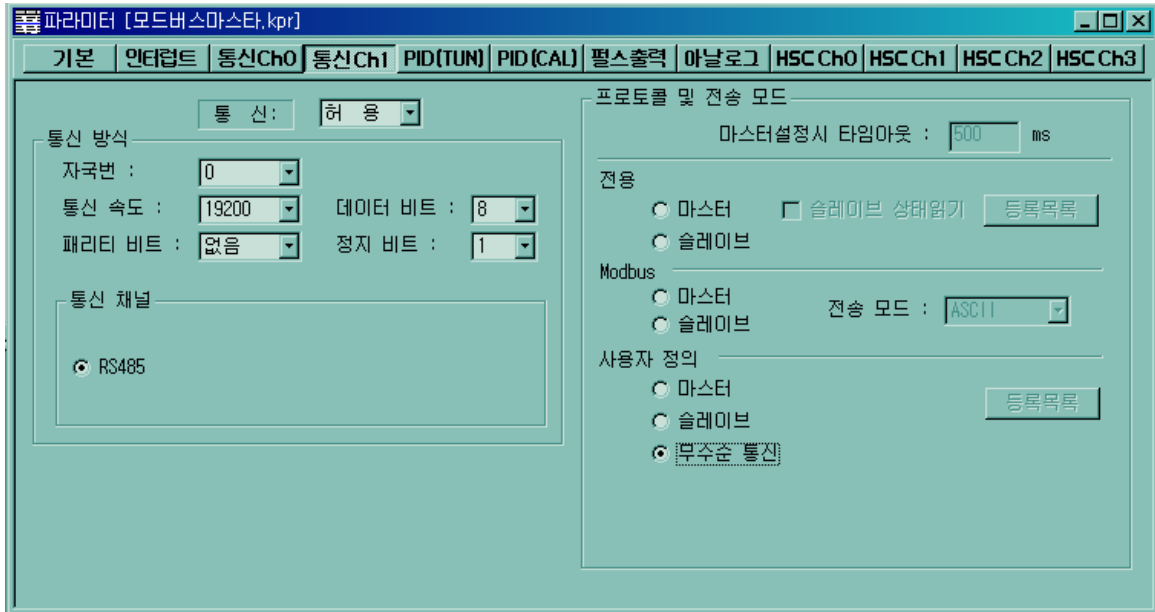 파라미터 [모드버스마스타.kpr]
기본 인터럽트 통신Ch0 통신Ch1 PID(TUN) PID(CAL) 펄스출력 아날로그 HSC Ch0 HSC Ch1 HSC Ch2 HSC Ch3
통 신: 허 용
통신 방식
자국번 : 0
통신 속도 : 19200 데이터 비트 : 8
패리티 비트 : 없음 정지 비트 : 1
통신 채널
RS485
프로토콜 및 전송 모드
마스터설정시 타임아웃 : 500 ms
전용
마스터 슬레이브 상태읽기 등록목록
슬레이브
Modbus
마스터
전송 모드 : ASCII
슬레이브
사용자 정의
마스터
등록목록
슬레이브
무수순 통신